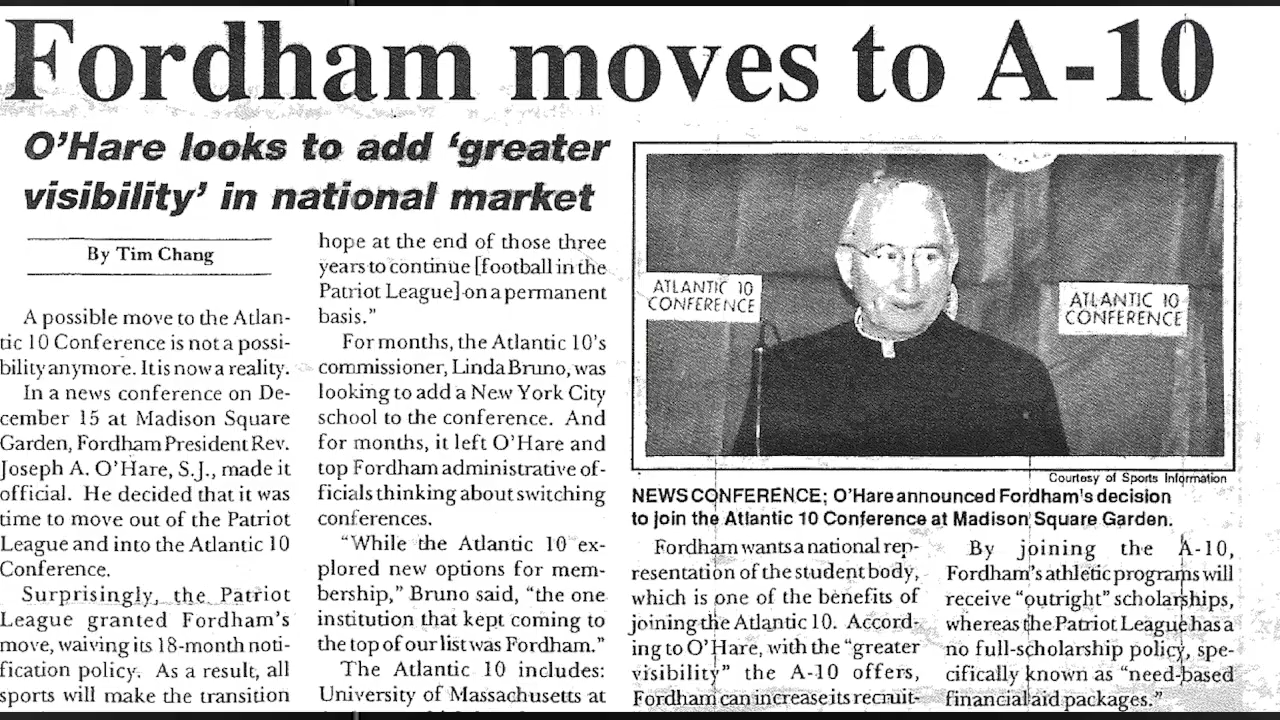 Fordham moves to A-10
O'Hare looks to add 'greater
visibility' in national market
By Tim Chang
A possible move to the Atlan-
tic 10 Conference is not a possi-
bility anymore. It is now a reality.
In a news conference on De-
cember 15 at Madison Square
Garden, Fordham President Rev.
Joseph A. O'Hare, S.J., made it
official. He decided that it was
time to move out of the Patriot
League and into the Atlantic 10
Conference.
Surprisingly, the Patriot
League granted Fordham's
move, waiving its 18-month noti-
fication policy. As a result, all
sports will make the transition
hope at the end of those three
years to continue [football in the
Patriot League] on a permanent
basis."
For months, the Atlantic 10's
commissioner, Linda Bruno, was
looking to add a New York City
school to the conference. And
for months, it left O'Hare and
top Fordham administrative of-
ficials thinking about switching
conferences.
"While the Atlantic 10 ex-
plored new options for mem-
bership," Bruno said, "the one
institution that kept coming to
the top of our list was Fordham."
The Atlantic 10 includes:
University of Massachusetts at
ATLANTIC 10
CONFERENCE
ATLANTIC 10
CONFERENCE
Courtesy of Sports Information
NEWS CONFERENCE; O'Hare announced Fordham's decision
to join the Atlantic 10 Conference at Madison Square Garden.
Fordham wants a national rep-
resentation of the student body,
which is one of the benefits of
joining the Atlantic 10. Accord-
ing to O'Hare, with the "greater
visibility" the A-10 offers,
Fordham can increase its recruit-
By joining the A-10,
Fordham's athletic programs will
receive "outright" scholarships,
whereas the Patriot League has a
no full-scholarship policy, spe-
cifically known as "need-based
financial aid packages."